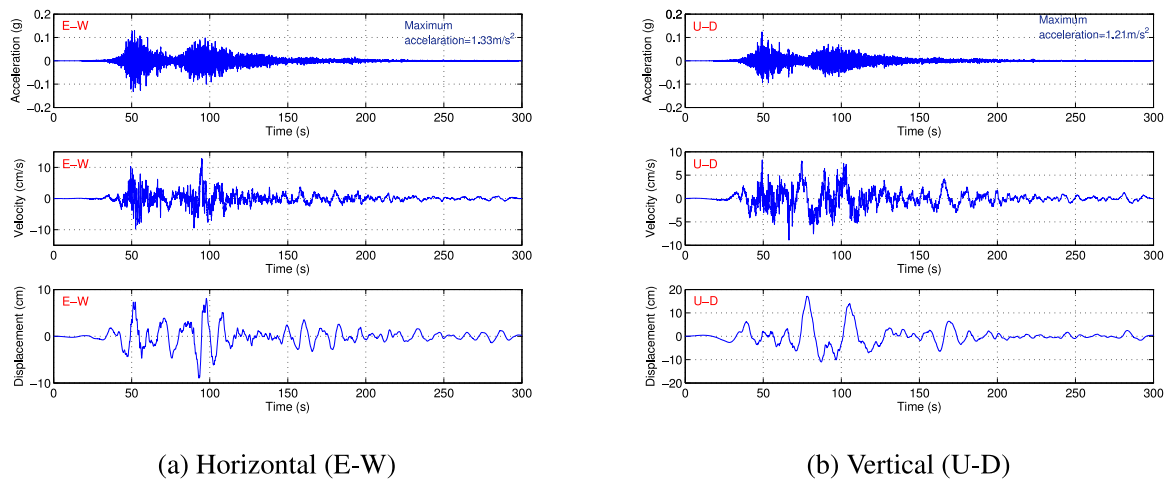 0.2
E–W
Maximum
accelaration=1.33m/s²
0.1
0
−0.1
−0.2
Acceleration (g)
0 50 100 150 200 250 300
Time (s)
E–W
10
0
−10
Velocity (cm/s)
0 50 100 150 200 250 300
Time (s)
10
E–W
0
−10
Displacement (cm)
0 50 100 150 200 250 300
Time (s)
(a) Horizontal (E-W)
0.2
U–D
Maximum
acceleration=1.21m/s²
0.1
0
−0.1
−0.2
Acceleration (g)
0 50 100 150 200 250 300
Time (s)
10
U–D
5
0
−5
−10
Velocity (cm/s)
0 50 100 150 200 250 300
Time (s)
20
U–D
10
0
−10
−20
Displacement (cm)
0 50 100 150 200 250 300
Time (s)
(b) Vertical (U-D)